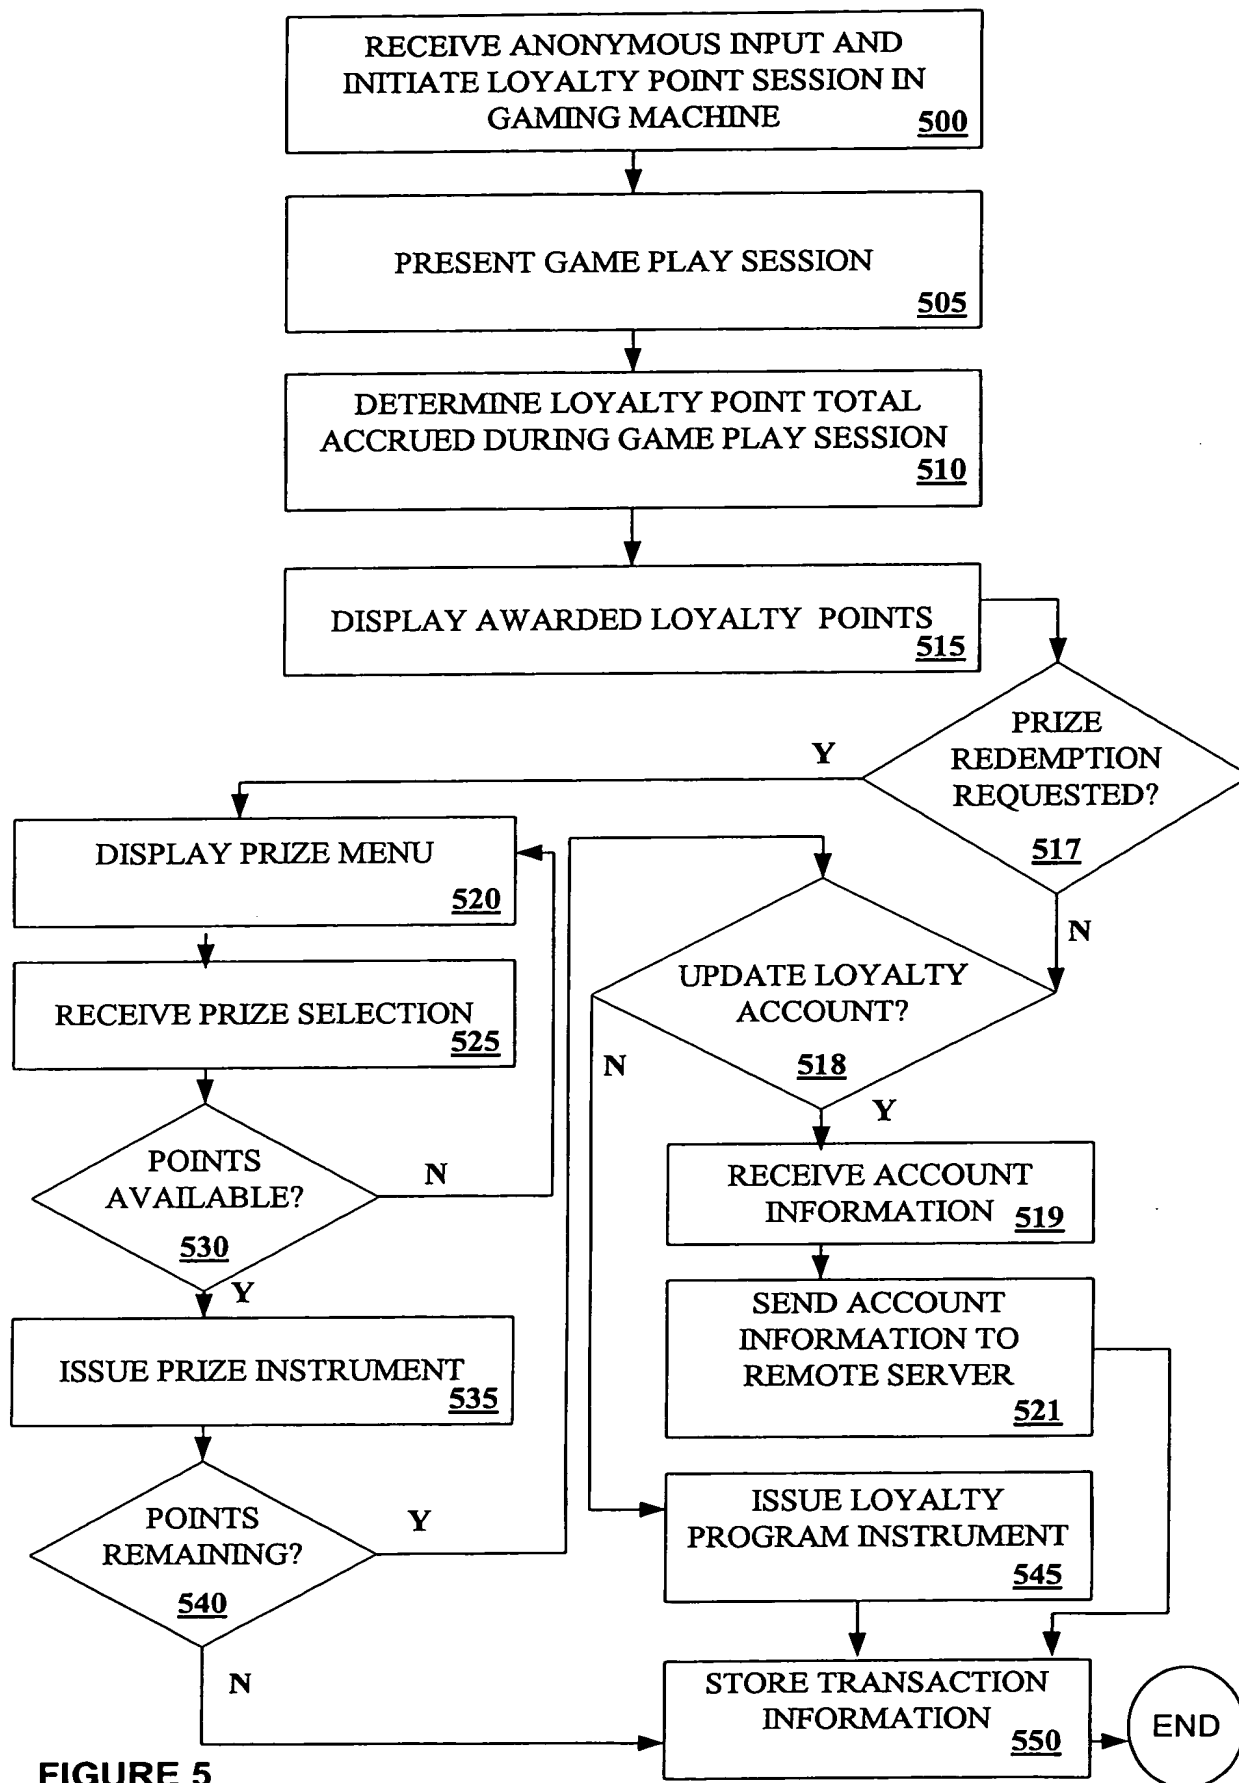 RECEIVE ANONYMOUS INPUT AND
INITIATE LOYALTY POINT SESSION IN
GAMING MACHINE 500
PRESENT GAME PLAY SESSION
505
DETERMINE LOYALTY POINT TOTAL
ACCRUED DURING GAME PLAY SESSION
510
DISPLAY AWARDED LOYALTY POINTS
515
PRIZE
REDEMPTION
REQUESTED?
517
Y
N
DISPLAY PRIZE MENU
520
RECEIVE PRIZE SELECTION
525
POINTS
AVAILABLE?
530
N
Y
ISSUE PRIZE INSTRUMENT
535
POINTS
REMAINING?
540
Y
N
UPDATE LOYALTY
ACCOUNT?
518
N
Y
RECEIVE ACCOUNT
INFORMATION 519
SEND ACCOUNT
INFORMATION TO
REMOTE SERVER
521
ISSUE LOYALTY
PROGRAM INSTRUMENT
545
STORE TRANSACTION
INFORMATION
550
END
FIGURE 5